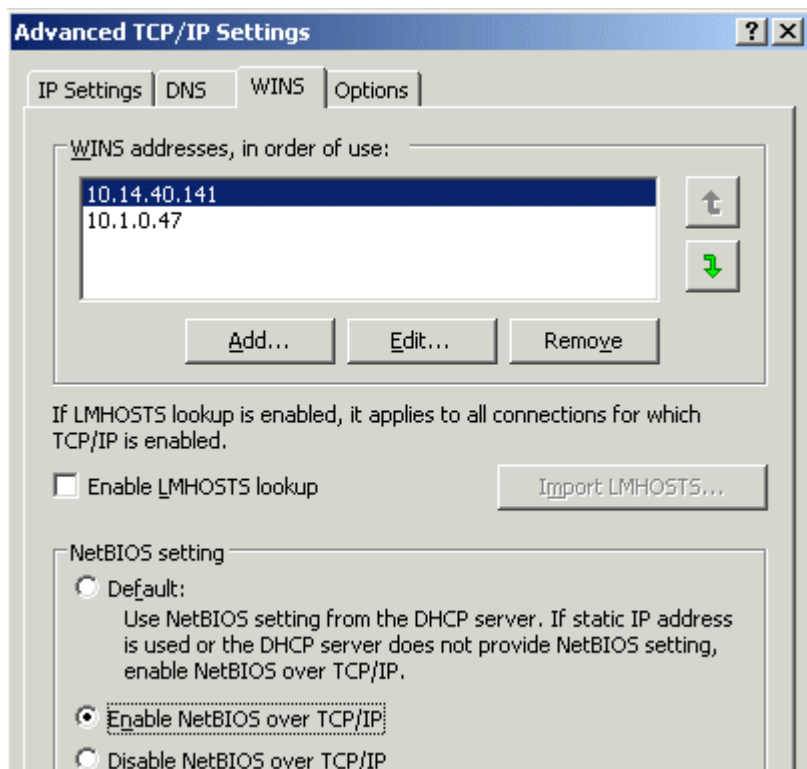 Advanced TCP/IP Settings
IP Settings DNS WINS Options
WINS addresses, in order of use:
10.14.40.141
10.1.0.47
Add... Edit... Remove
If LMHOSTS lookup is enabled, it applies to all connections for which
TCP/IP is enabled.
Enable LMHOSTS lookup Import LMHOSTS...
NetBIOS setting
Default:
Use NetBIOS setting from the DHCP server. If static IP address
is used or the DHCP server does not provide NetBIOS setting,
enable NetBIOS over TCP/IP.
Enable NetBIOS over TCP/IP
Disable NetBIOS over TCP/IP